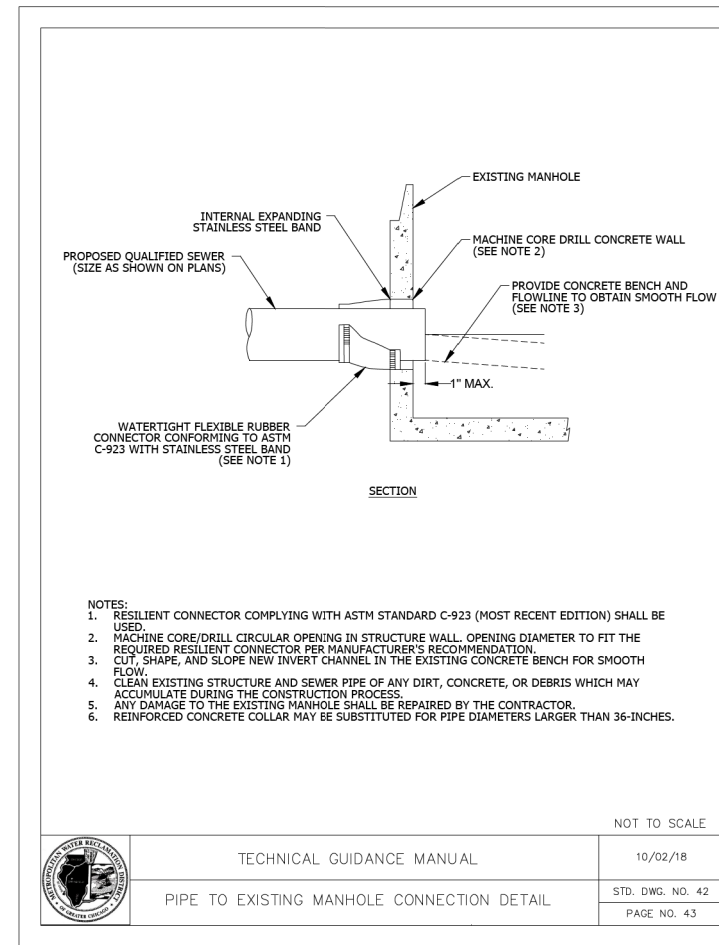 EXISTING MANHOLE
INTERNAL EXPANDING
STAINLESS STEEL BAND
MACHINE CORE DRILL CONCRETE WALL
(SEE NOTE 2)
PROPOSED QUALIFIED SEWER
(SIZE AS SHOWN ON PLANS)
PROVIDE CONCRETE BENCH AND
FLOWLINE TO OBTAIN SMOOTH FLOW
(SEE NOTE 3)
1" MAX.
WATERTIGHT FLEXIBLE RUBBER
CONNECTOR CONFORMING TO ASTM
C-923 WITH STAINLESS STEEL BAND
(SEE NOTE 1)
SECTION
NOTES:
1. RESILIENT CONNECTOR COMPLYING WITH ASTM STANDARD C-923 (MOST RECENT EDITION) SHALL BE
USED.
2. MACHINE CORE/DRILL CIRCULAR OPENING IN STRUCTURE WALL. OPENING DIAMETER TO FIT THE
REQUIRED RESILIENT CONNECTOR PER MANUFACTURER'S RECOMMENDATION.
3. CUT, SHAPE, AND SLOPE NEW INVERT CHANNEL IN THE EXISTING CONCRETE BENCH FOR SMOOTH
FLOW.
4. CLEAN EXISTING STRUCTURE AND SEWER PIPE OF ANY DIRT, CONCRETE, OR DEBRIS WHICH MAY
ACCUMULATE DURING THE CONSTRUCTION PROCESS.
5. ANY DAMAGE TO THE EXISTING MANHOLE SHALL BE REPAIRED BY THE CONTRACTOR.
6. REINFORCED CONCRETE COLLAR MAY BE SUBSTITUTED FOR PIPE DIAMETERS LARGER THAN 36-INCHES.
NOT TO SCALE
METROPOLITAN WATER RECLAMATION DISTRICT
OF GREATER CHICAGO
TECHNICAL GUIDANCE MANUAL
10/02/18
PIPE TO EXISTING MANHOLE CONNECTION DETAIL
STD. DWG. NO. 42
PAGE NO. 43